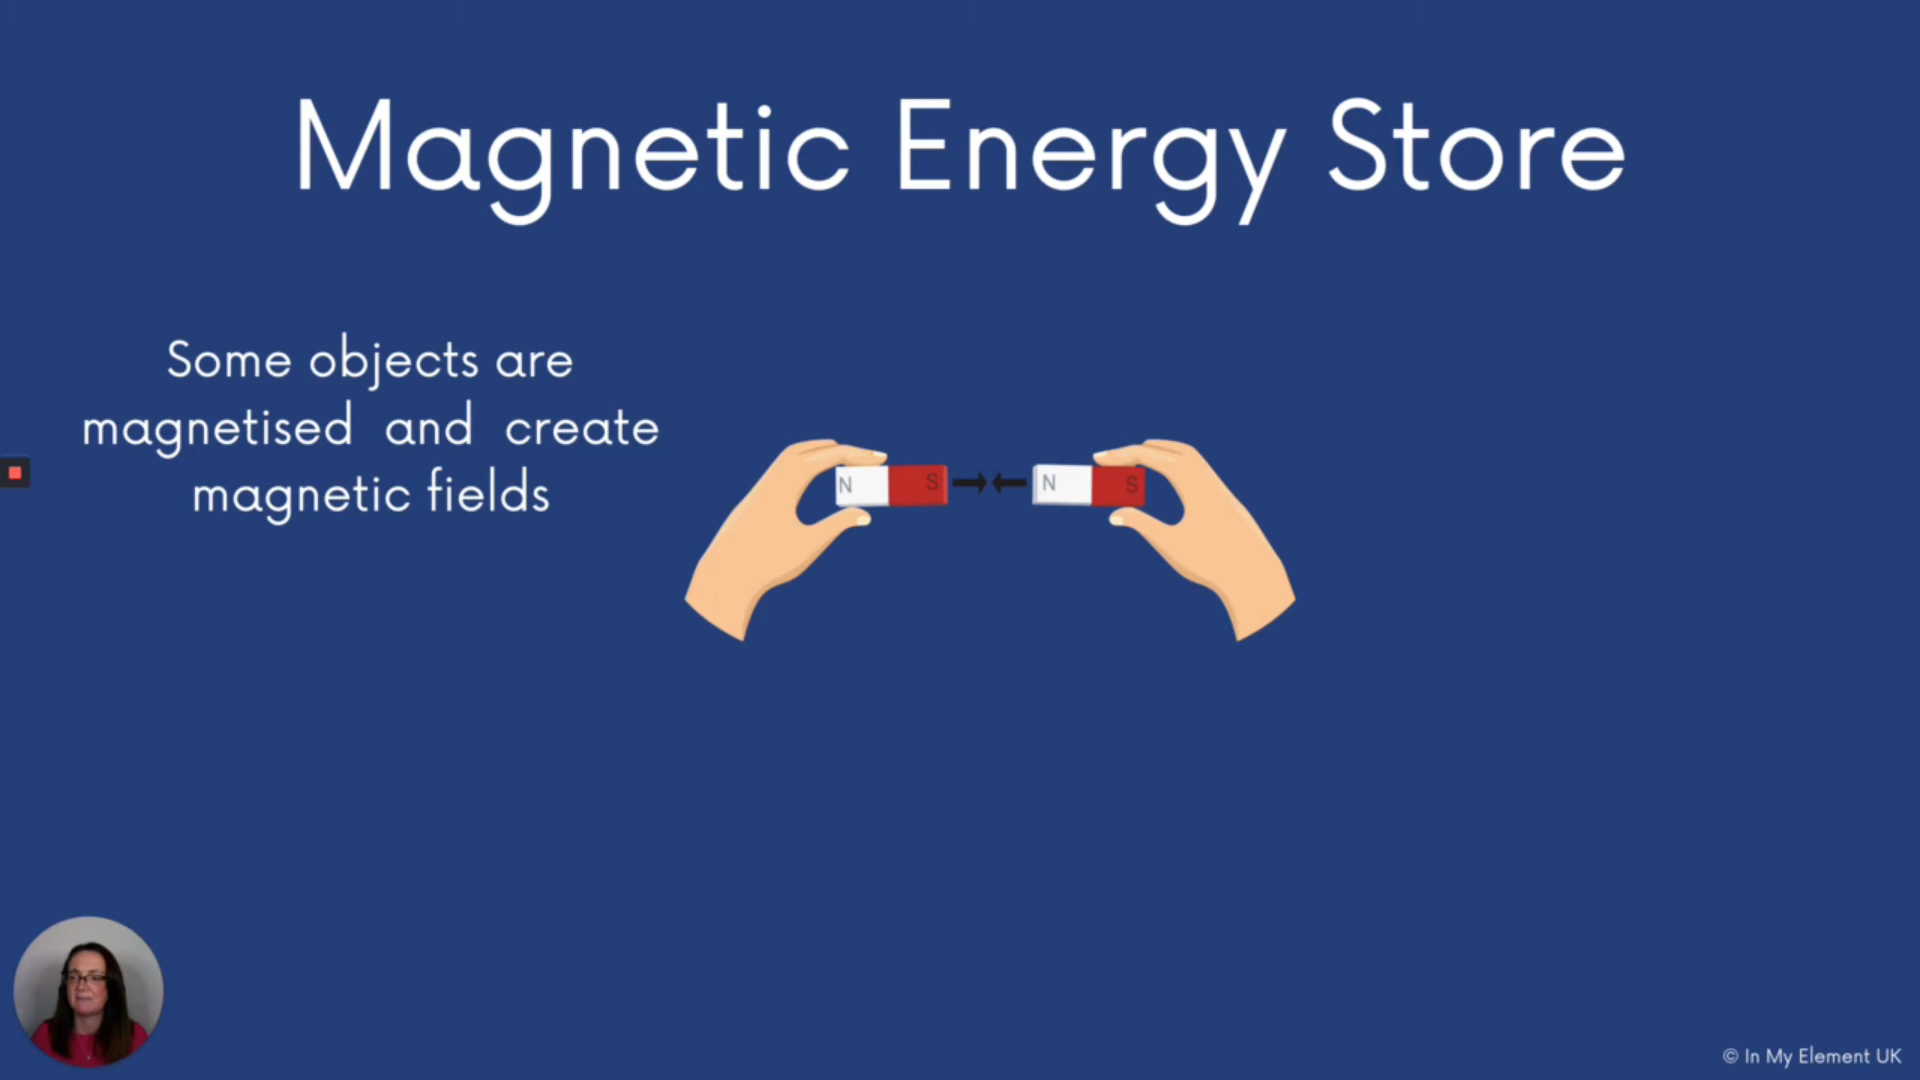 Magnetic Energy Store
Some objects are
magnetised and create
magnetic fields
N S N S
© In My Element UK